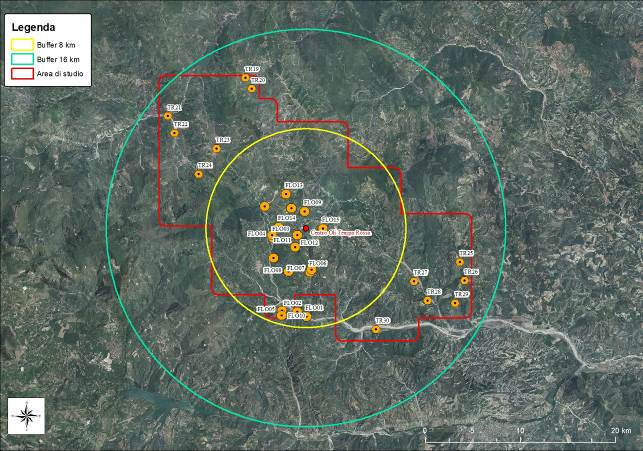 Legenda
Buffer 8 km
Buffer 16 km
Area di studio
TR19
TR20
TR21
TR22
TR23
TR24
FLO13
FLO09
FLO14
FLO15
FLO03
FLO04
Centro Oli Tempa Rossa
FLO11
FLO12
FLO06
FLO07
TR25
TR26
TR27
TR28
TR29
FLO02
FLO01
FLO05
FLO10
TR30
0 5 10 20 km